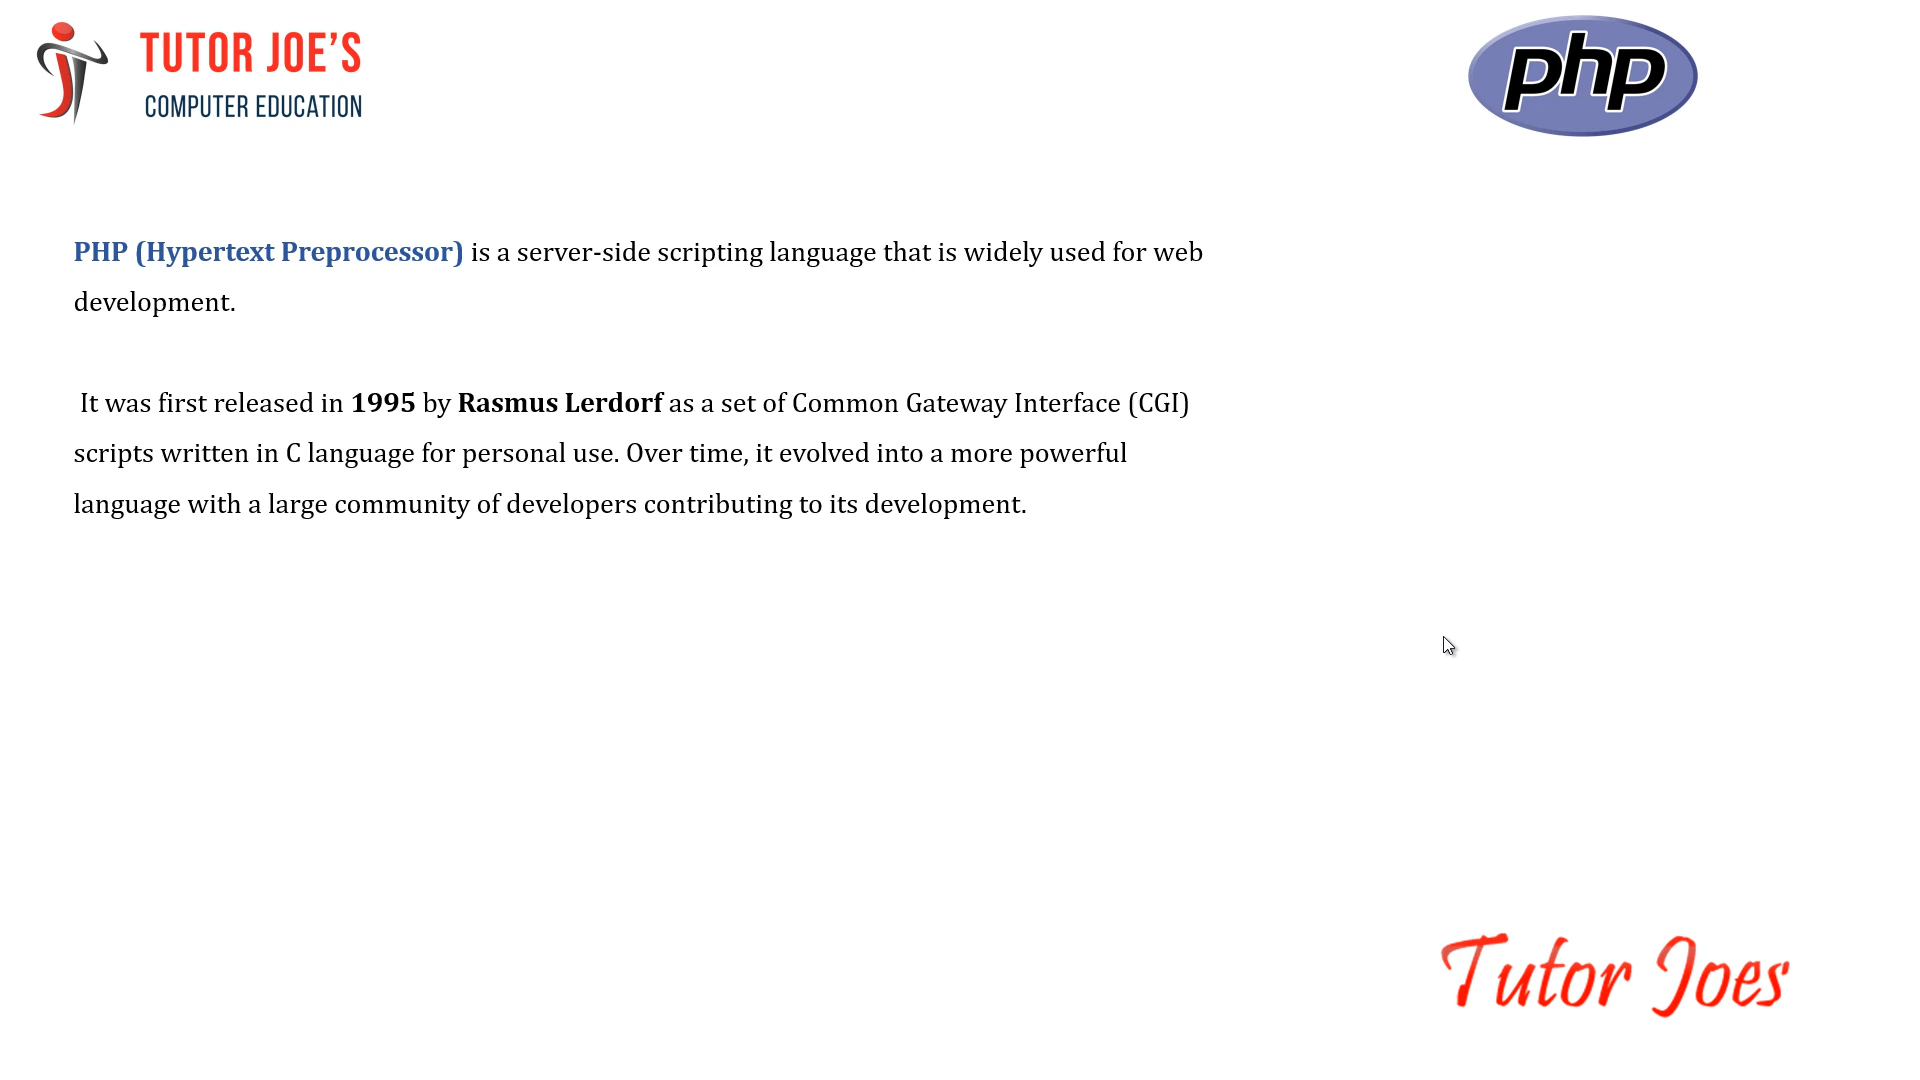 TUTOR JOE'S
COMPUTER EDUCATION
php
PHP (Hypertext Preprocessor) is a server-side scripting language that is widely used for web
development.
It was first released in 1995 by Rasmus Lerdorf as a set of Common Gateway Interface (CGI)
scripts written in C language for personal use. Over time, it evolved into a more powerful
language with a large community of developers contributing to its development.
Tutor Joes